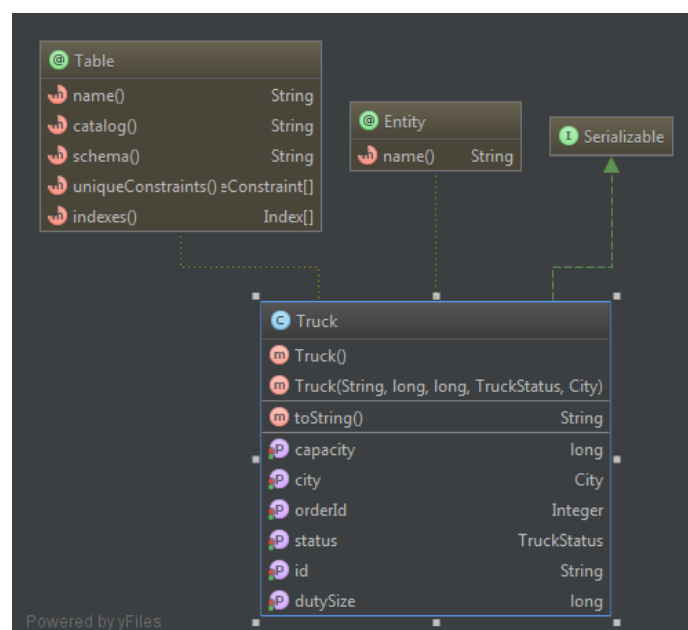 Table
name() String
catalog() String
schema() String
uniqueConstraints() eConstraint[]
indexes() Index[]
Entity
name() String
Serializable
Truck
Truck()
Truck(String, long, long, TruckStatus, City)
toString() String
capacity long
city City
orderId Integer
status TruckStatus
id String
dutySize long
Powered by yFiles